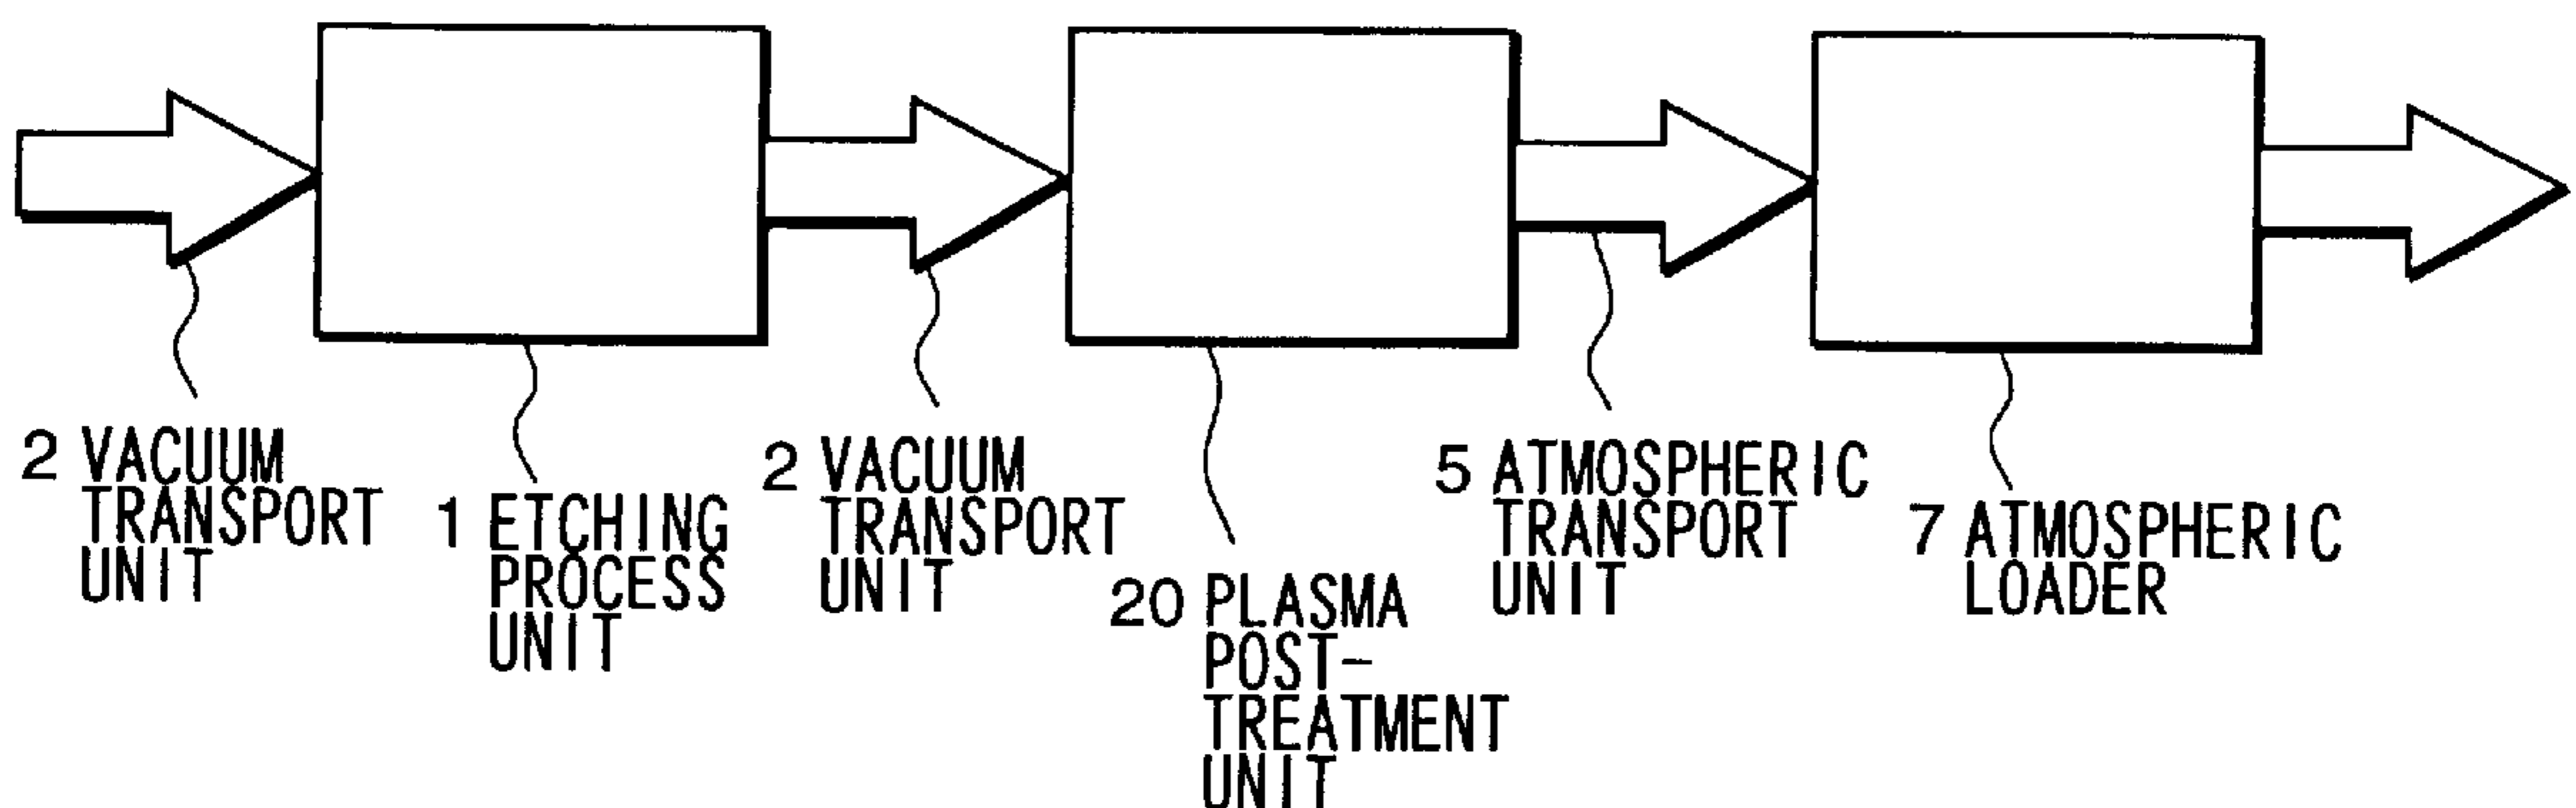 2 VACUUM
TRANSPORT
UNIT
1 ETCHING
PROCESS
UNIT
2 VACUUM
TRANSPORT
UNIT
20 PLASMA
POST-
TREATMENT
UNIT
5 ATMOSPHERIC
TRANSPORT
UNIT
7 ATMOSPHERIC
LOADER